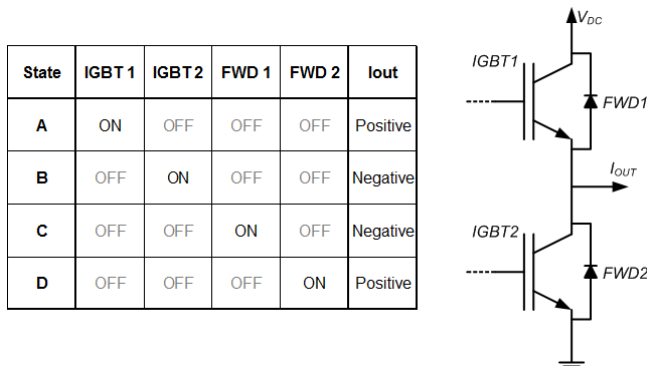 State IGBT 1 IGBT 2 FWD 1 FWD 2 Iout
A ON OFF OFF OFF Positive
B OFF ON OFF OFF Negative
C OFF OFF ON OFF Negative
D OFF OFF OFF ON Positive
VDC
IGBT1
FWD1
IOUT
IGBT2
FWD2